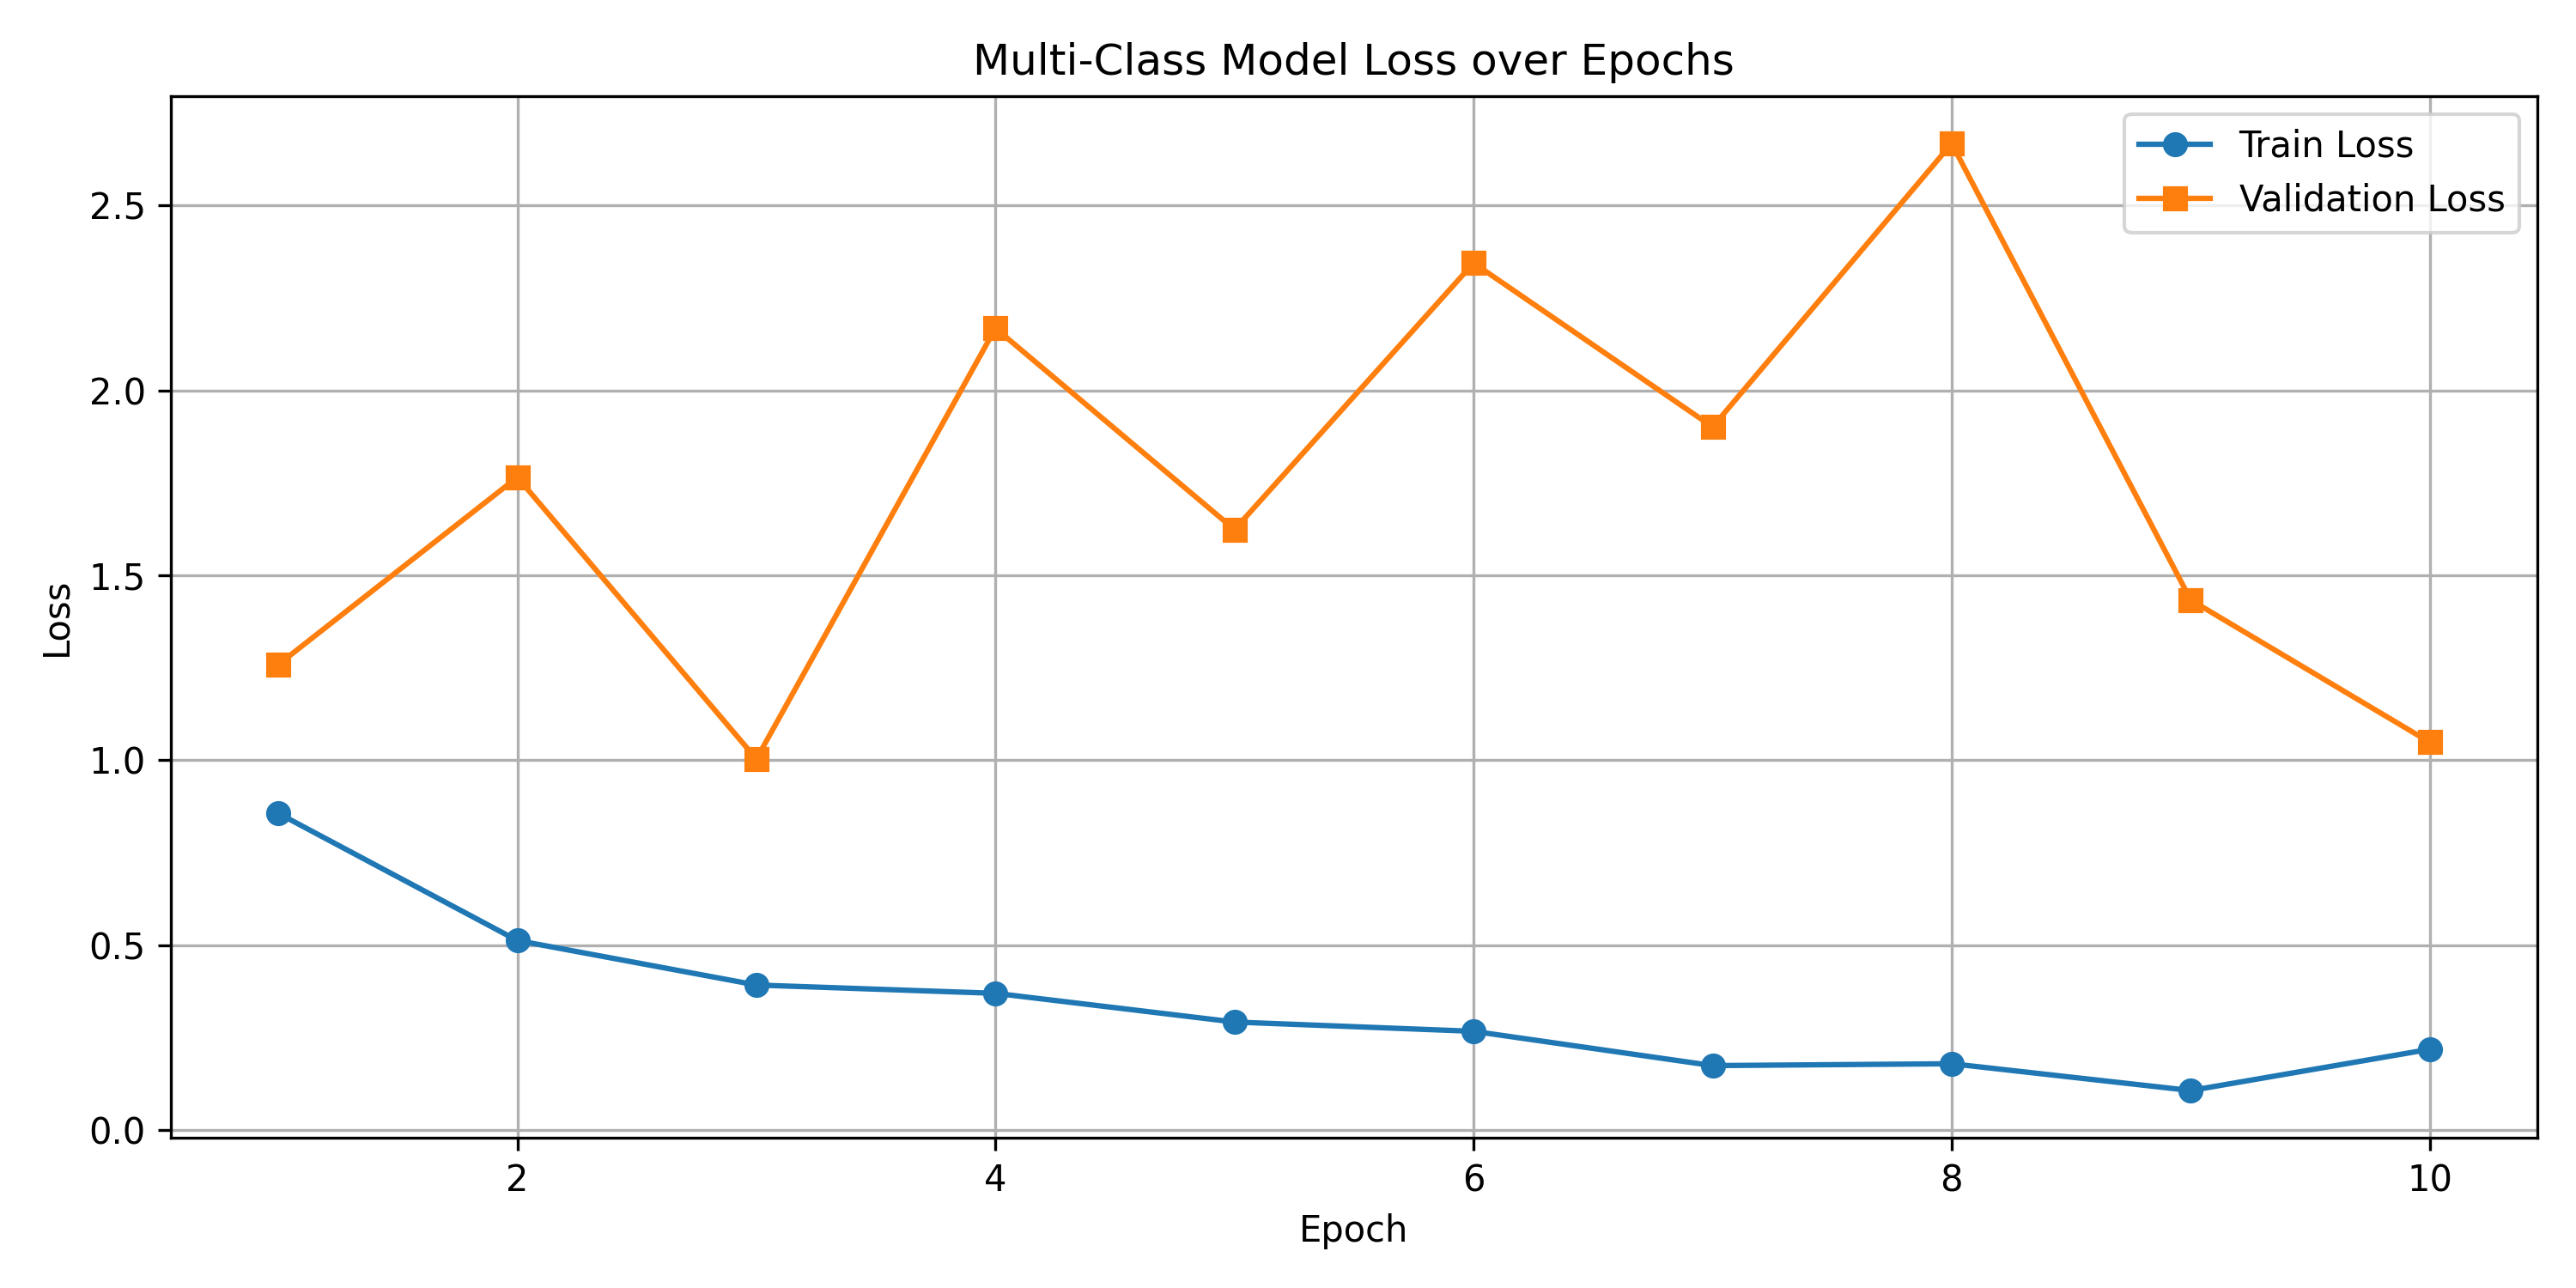 Multi-Class Model Loss over Epochs
Train Loss
Validation Loss
2.5
2.0
1.5
1.0
0.5
0.0
Loss
2 4 6 8 10
Epoch